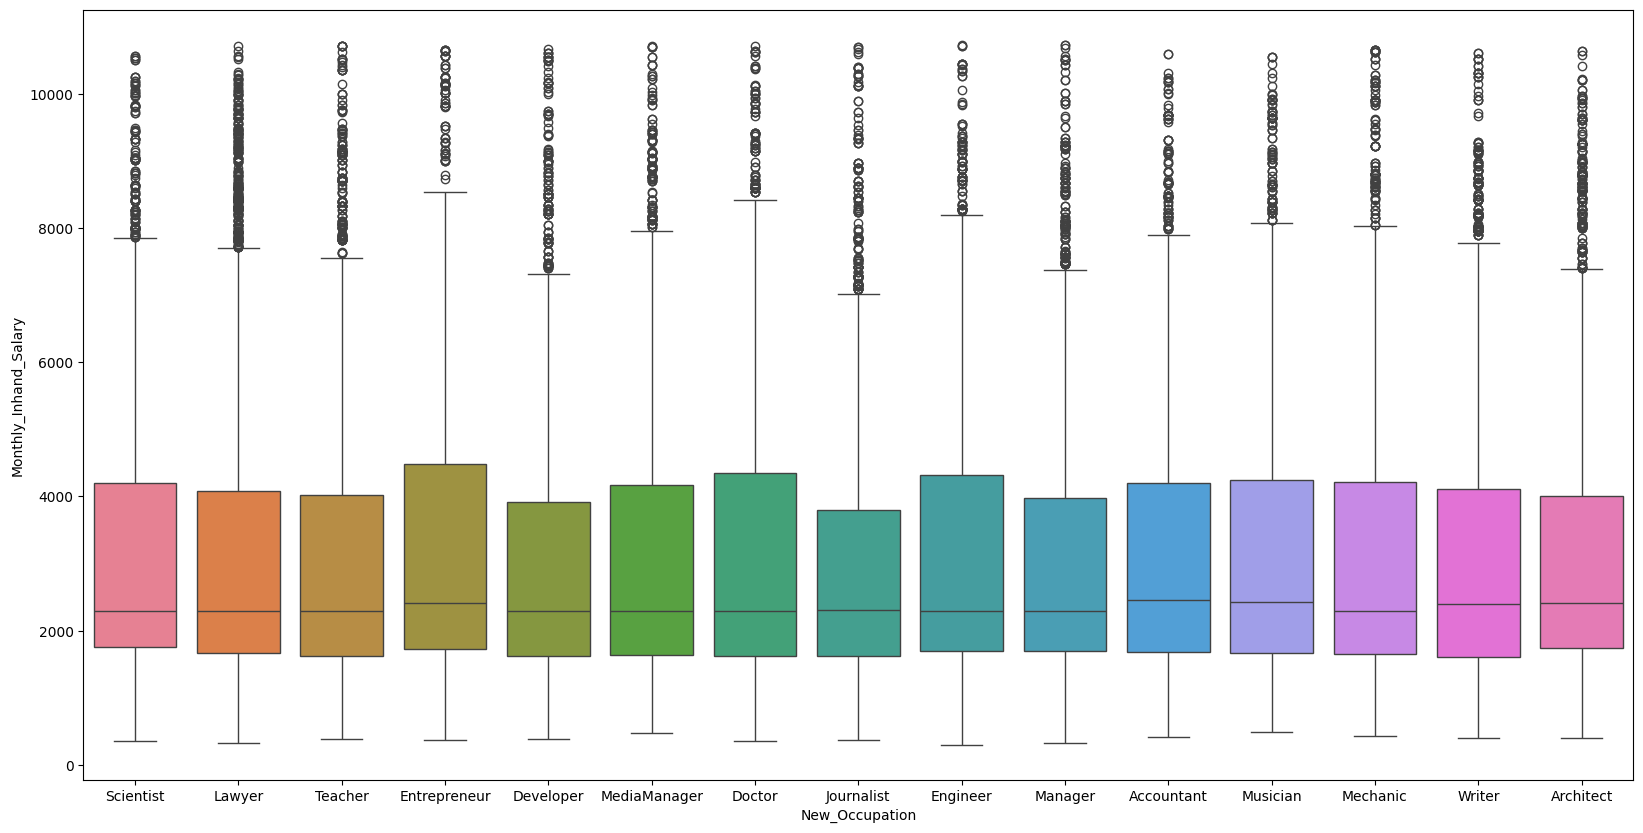 10000
8000
6000
4000
2000
0
Monthly_Inhand_Salary
Scientist Lawyer Teacher Entrepreneur Developer MediaManager Doctor Journalist Engineer Manager Accountant Musician Mechanic Writer Architect
New_Occupation